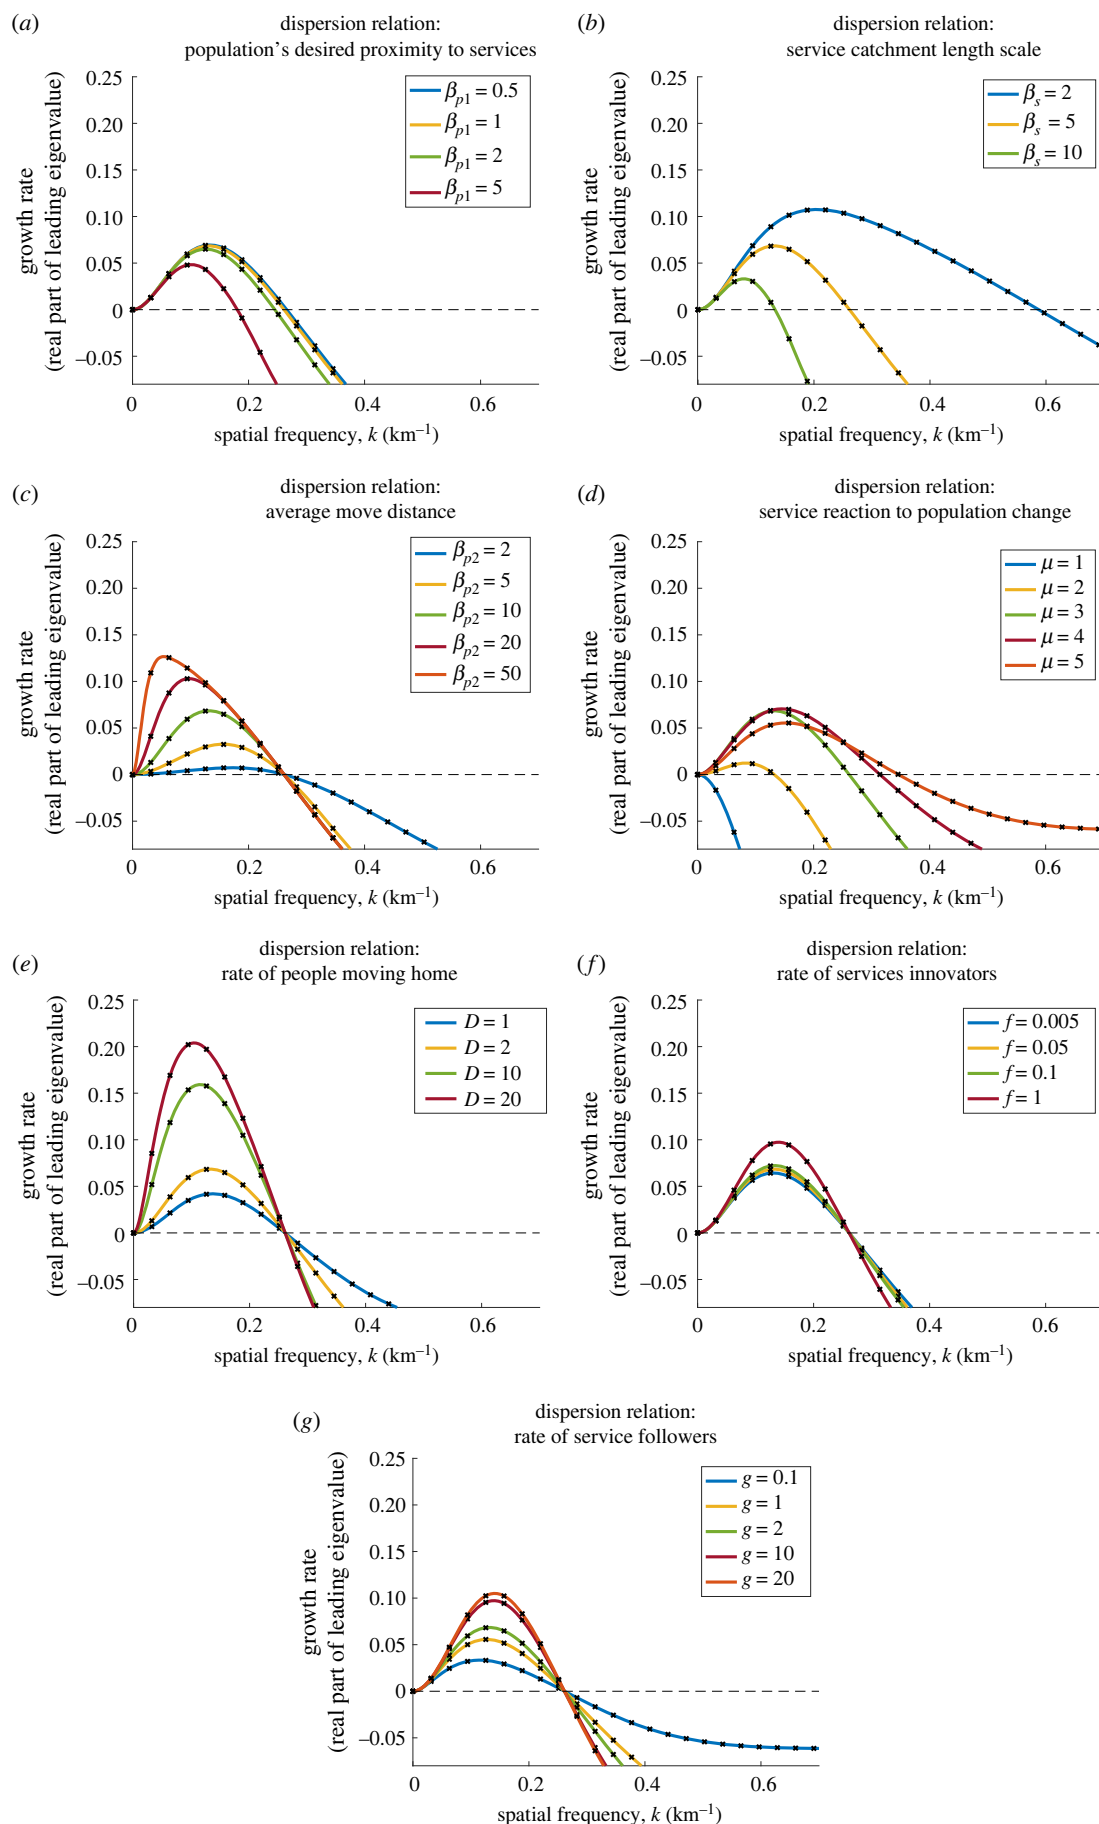 (a)
dispersion relation:
population's desired proximity to services
growth rate
(real part of leading eigenvalue)
0.25
0.20
0.15
0.10
0.05
0
–0.05
0
0.2
0.4
0.6
spatial frequency, k (km–1)
βp1 = 0.5
βp1 = 1
βp1 = 2
βp1 = 5
(b)
dispersion relation:
service catchment length scale
growth rate
(real part of leading eigenvalue)
0.25
0.20
0.15
0.10
0.05
0
–0.05
0
0.2
0.4
0.6
spatial frequency, k (km–1)
βs = 2
βs = 5
βs = 10
(c)
dispersion relation:
average move distance
growth rate
(real part of leading eigenvalue)
0.25
0.20
0.15
0.10
0.05
0
–0.05
0
0.2
0.4
0.6
spatial frequency, k (km–1)
βp2 = 2
βp2 = 5
βp2 = 10
βp2 = 20
βp2 = 50
(d)
dispersion relation:
service reaction to population change
growth rate
(real part of leading eigenvalue)
0.25
0.20
0.15
0.10
0.05
0
–0.05
0
0.2
0.4
0.6
spatial frequency, k (km–1)
μ = 1
μ = 2
μ = 3
μ = 4
μ = 5
(e)
dispersion relation:
rate of people moving home
growth rate
(real part of leading eigenvalue)
0.25
0.20
0.15
0.10
0.05
0
–0.05
0
0.2
0.4
0.6
spatial frequency, k (km–1)
D = 1
D = 2
D = 10
D = 20
(f)
dispersion relation:
rate of services innovators
growth rate
(real part of leading eigenvalue)
0.25
0.20
0.15
0.10
0.05
0
–0.05
0
0.2
0.4
0.6
spatial frequency, k (km–1)
f = 0.005
f = 0.05
f = 0.1
f = 1
(g)
dispersion relation:
rate of service followers
growth rate
(real part of leading eigenvalue)
0.25
0.20
0.15
0.10
0.05
0
–0.05
0
0.2
0.4
0.6
spatial frequency, k (km–1)
g = 0.1
g = 1
g = 2
g = 10
g = 20